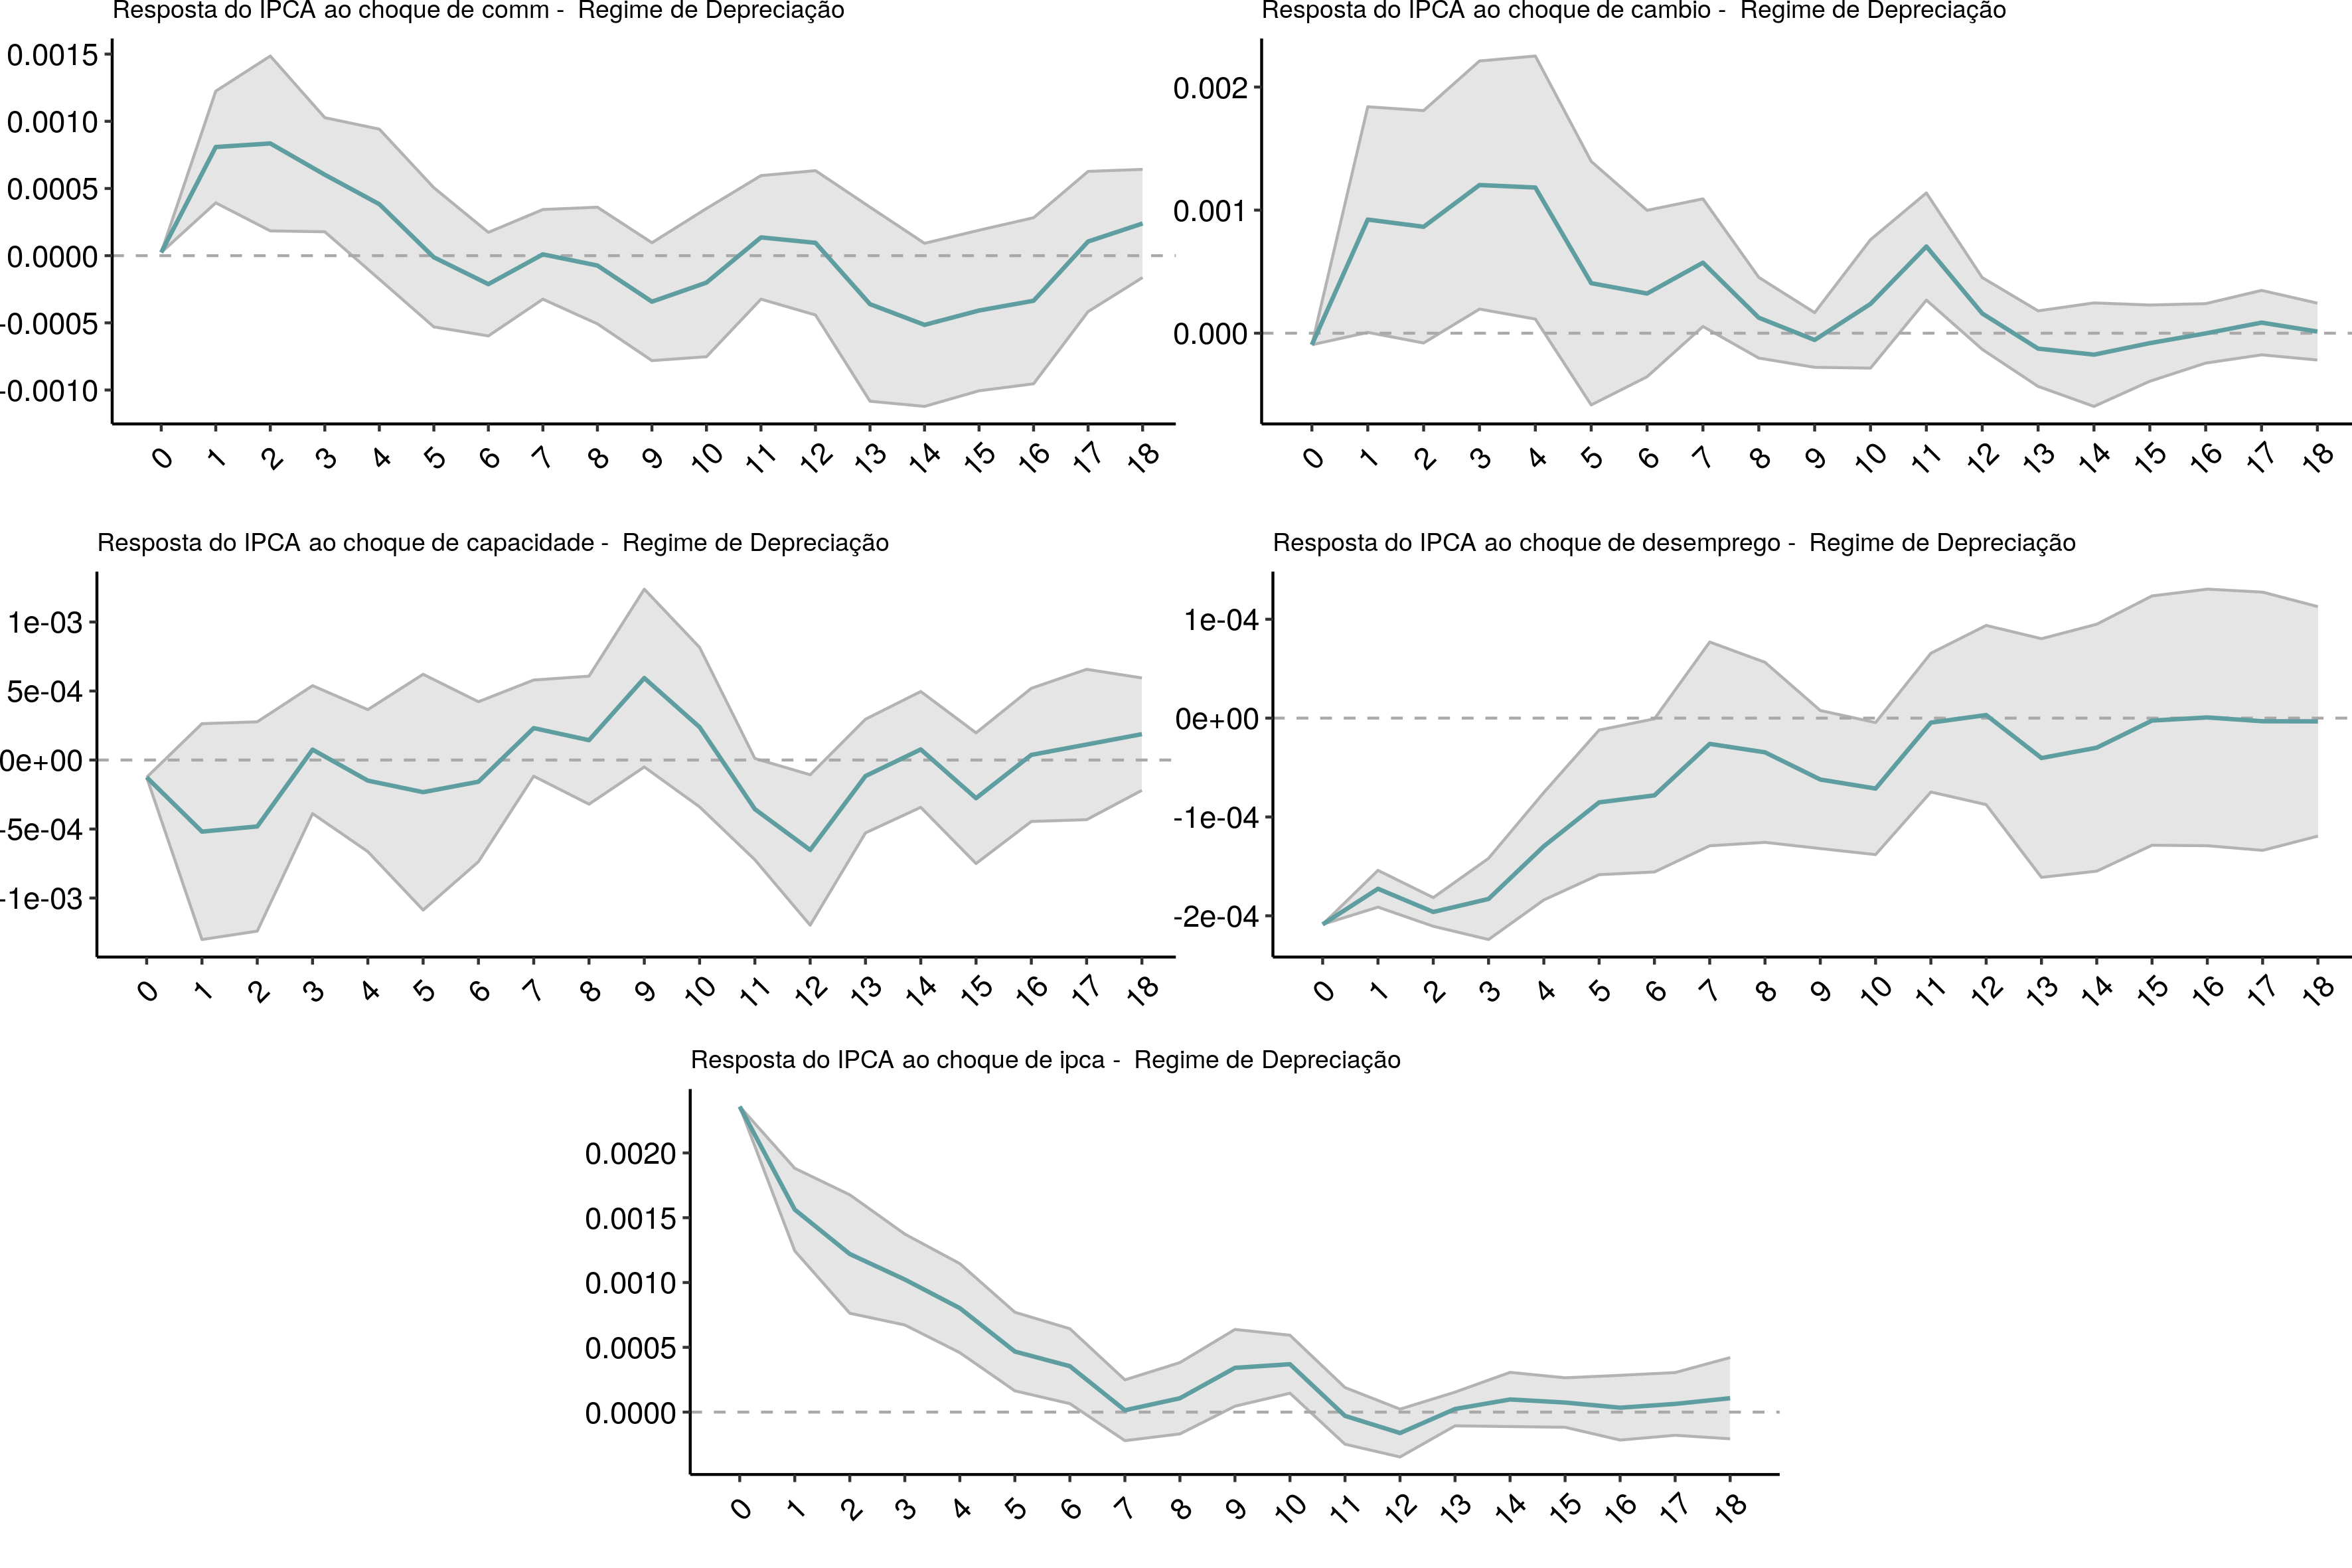 Resposta do IPCA ao choque de comm -  Regime de Depreciação
0.0015
0.0010
0.0005
0.0000
-0.0005
-0.0010
0 1 2 3 4 5 6 7 8 9 10 11 12 13 14 15 16 17 18
Resposta do IPCA ao choque de cambio -  Regime de Depreciação
0.002
0.001
0.000
0 1 2 3 4 5 6 7 8 9 10 11 12 13 14 15 16 17 18
Resposta do IPCA ao choque de capacidade -  Regime de Depreciação
1e-03
5e-04
0e+00
-5e-04
-1e-03
0 1 2 3 4 5 6 7 8 9 10 11 12 13 14 15 16 17 18
Resposta do IPCA ao choque de desemprego -  Regime de Depreciação
1e-04
0e+00
-1e-04
-2e-04
0 1 2 3 4 5 6 7 8 9 10 11 12 13 14 15 16 17 18
Resposta do IPCA ao choque de ipca -  Regime de Depreciação
0.0020
0.0015
0.0010
0.0005
0.0000
0 1 2 3 4 5 6 7 8 9 10 11 12 13 14 15 16 17 18